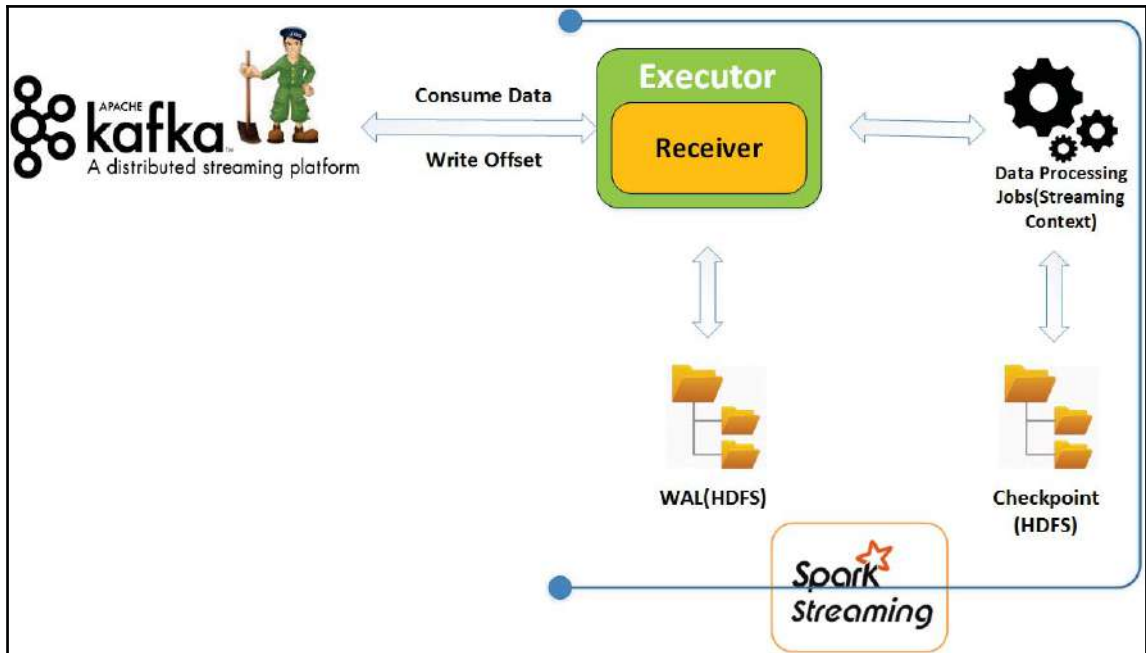 APACHE
kafka
A distributed streaming platform
Consume Data
Write Offset
Executor
Receiver
Data Processing
Jobs(Streaming
Context)
WAL(HDFS)
Checkpoint
(HDFS)
Spark
Streaming